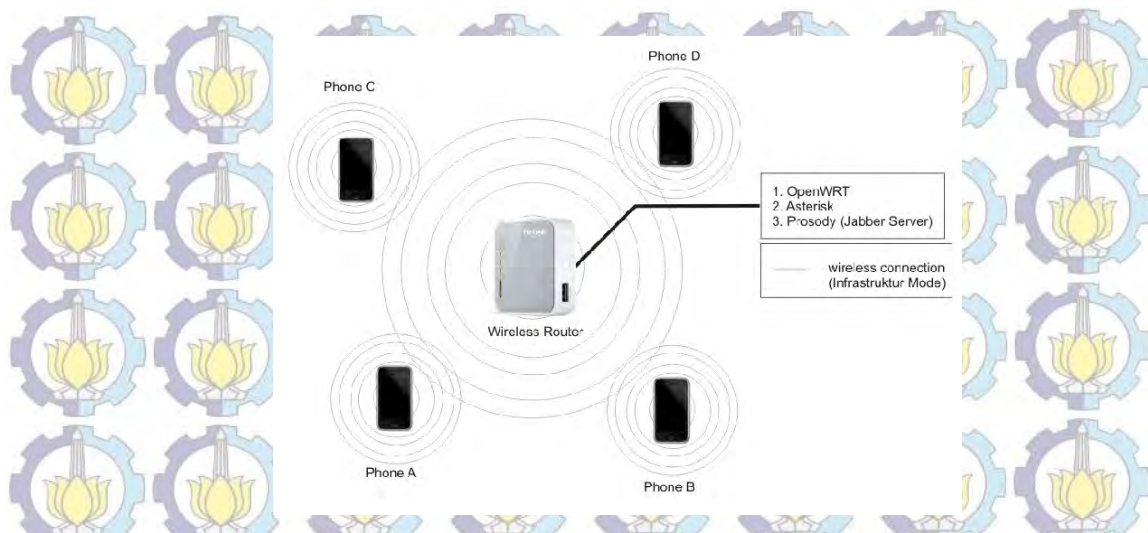 Phone D
Phone C
1. OpenWRT
2. Asterisk
3. Prosody (Jabber Server)
wireless connection
(Infrastruktur Mode)
Wireless Router
Phone A
Phone B